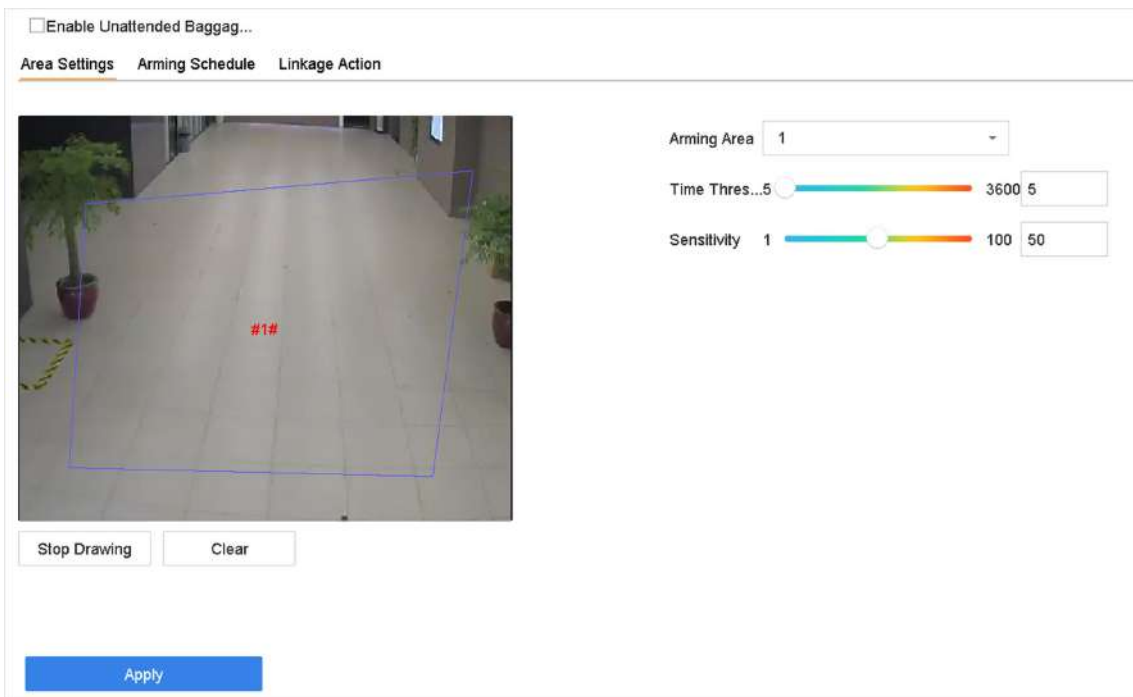 Enable Unattended Baggag...
Area Settings Arming Schedule Linkage Action
Arming Area 1
Time Thres...5 3600 5
Sensitivity 1 100 50
#1#
Stop Drawing Clear
Apply